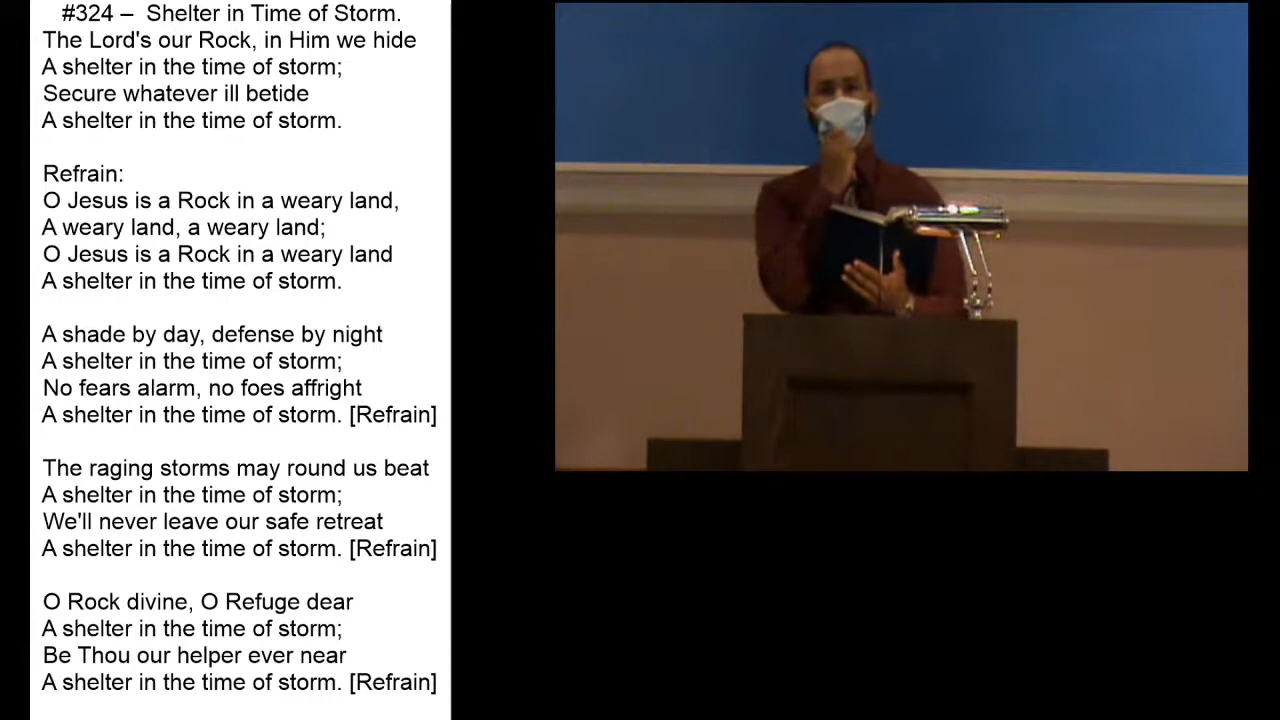 #324 – Shelter in Time of Storm.
The Lord's our Rock, in Him we hide
A shelter in the time of storm;
Secure whatever ill betide
A shelter in the time of storm.
Refrain:
O Jesus is a Rock in a weary land,
A weary land, a weary land;
O Jesus is a Rock in a weary land
A shelter in the time of storm.
A shade by day, defense by night
A shelter in the time of storm;
No fears alarm, no foes affright
A shelter in the time of storm. [Refrain]
The raging storms may round us beat
A shelter in the time of storm;
We'll never leave our safe retreat
A shelter in the time of storm. [Refrain]
O Rock divine, O Refuge dear
A shelter in the time of storm;
Be Thou our helper ever near
A shelter in the time of storm. [Refrain]